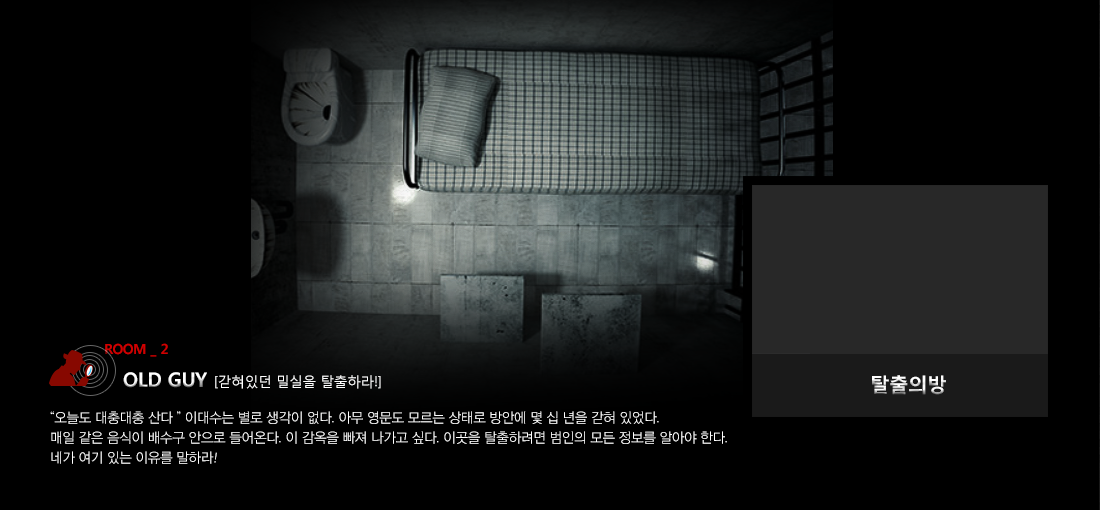 ROOM _ 2
OLD GUY [갇혀있던 밀실을 탈출하라!]
“오늘도 대충대충 산다 ” 이대수는 별로 생각이 없다. 아무 영문도 모르는 상태로 방안에 몇 십 년을 갇혀 있었다.
매일 같은 음식이 배수구 안으로 들어온다. 이 감옥을 빠져 나가고 싶다. 이곳을 탈출하려면 범인의 모든 정보를 알아야 한다.
네가 여기 있는 이유를 말하라!
탈출의방